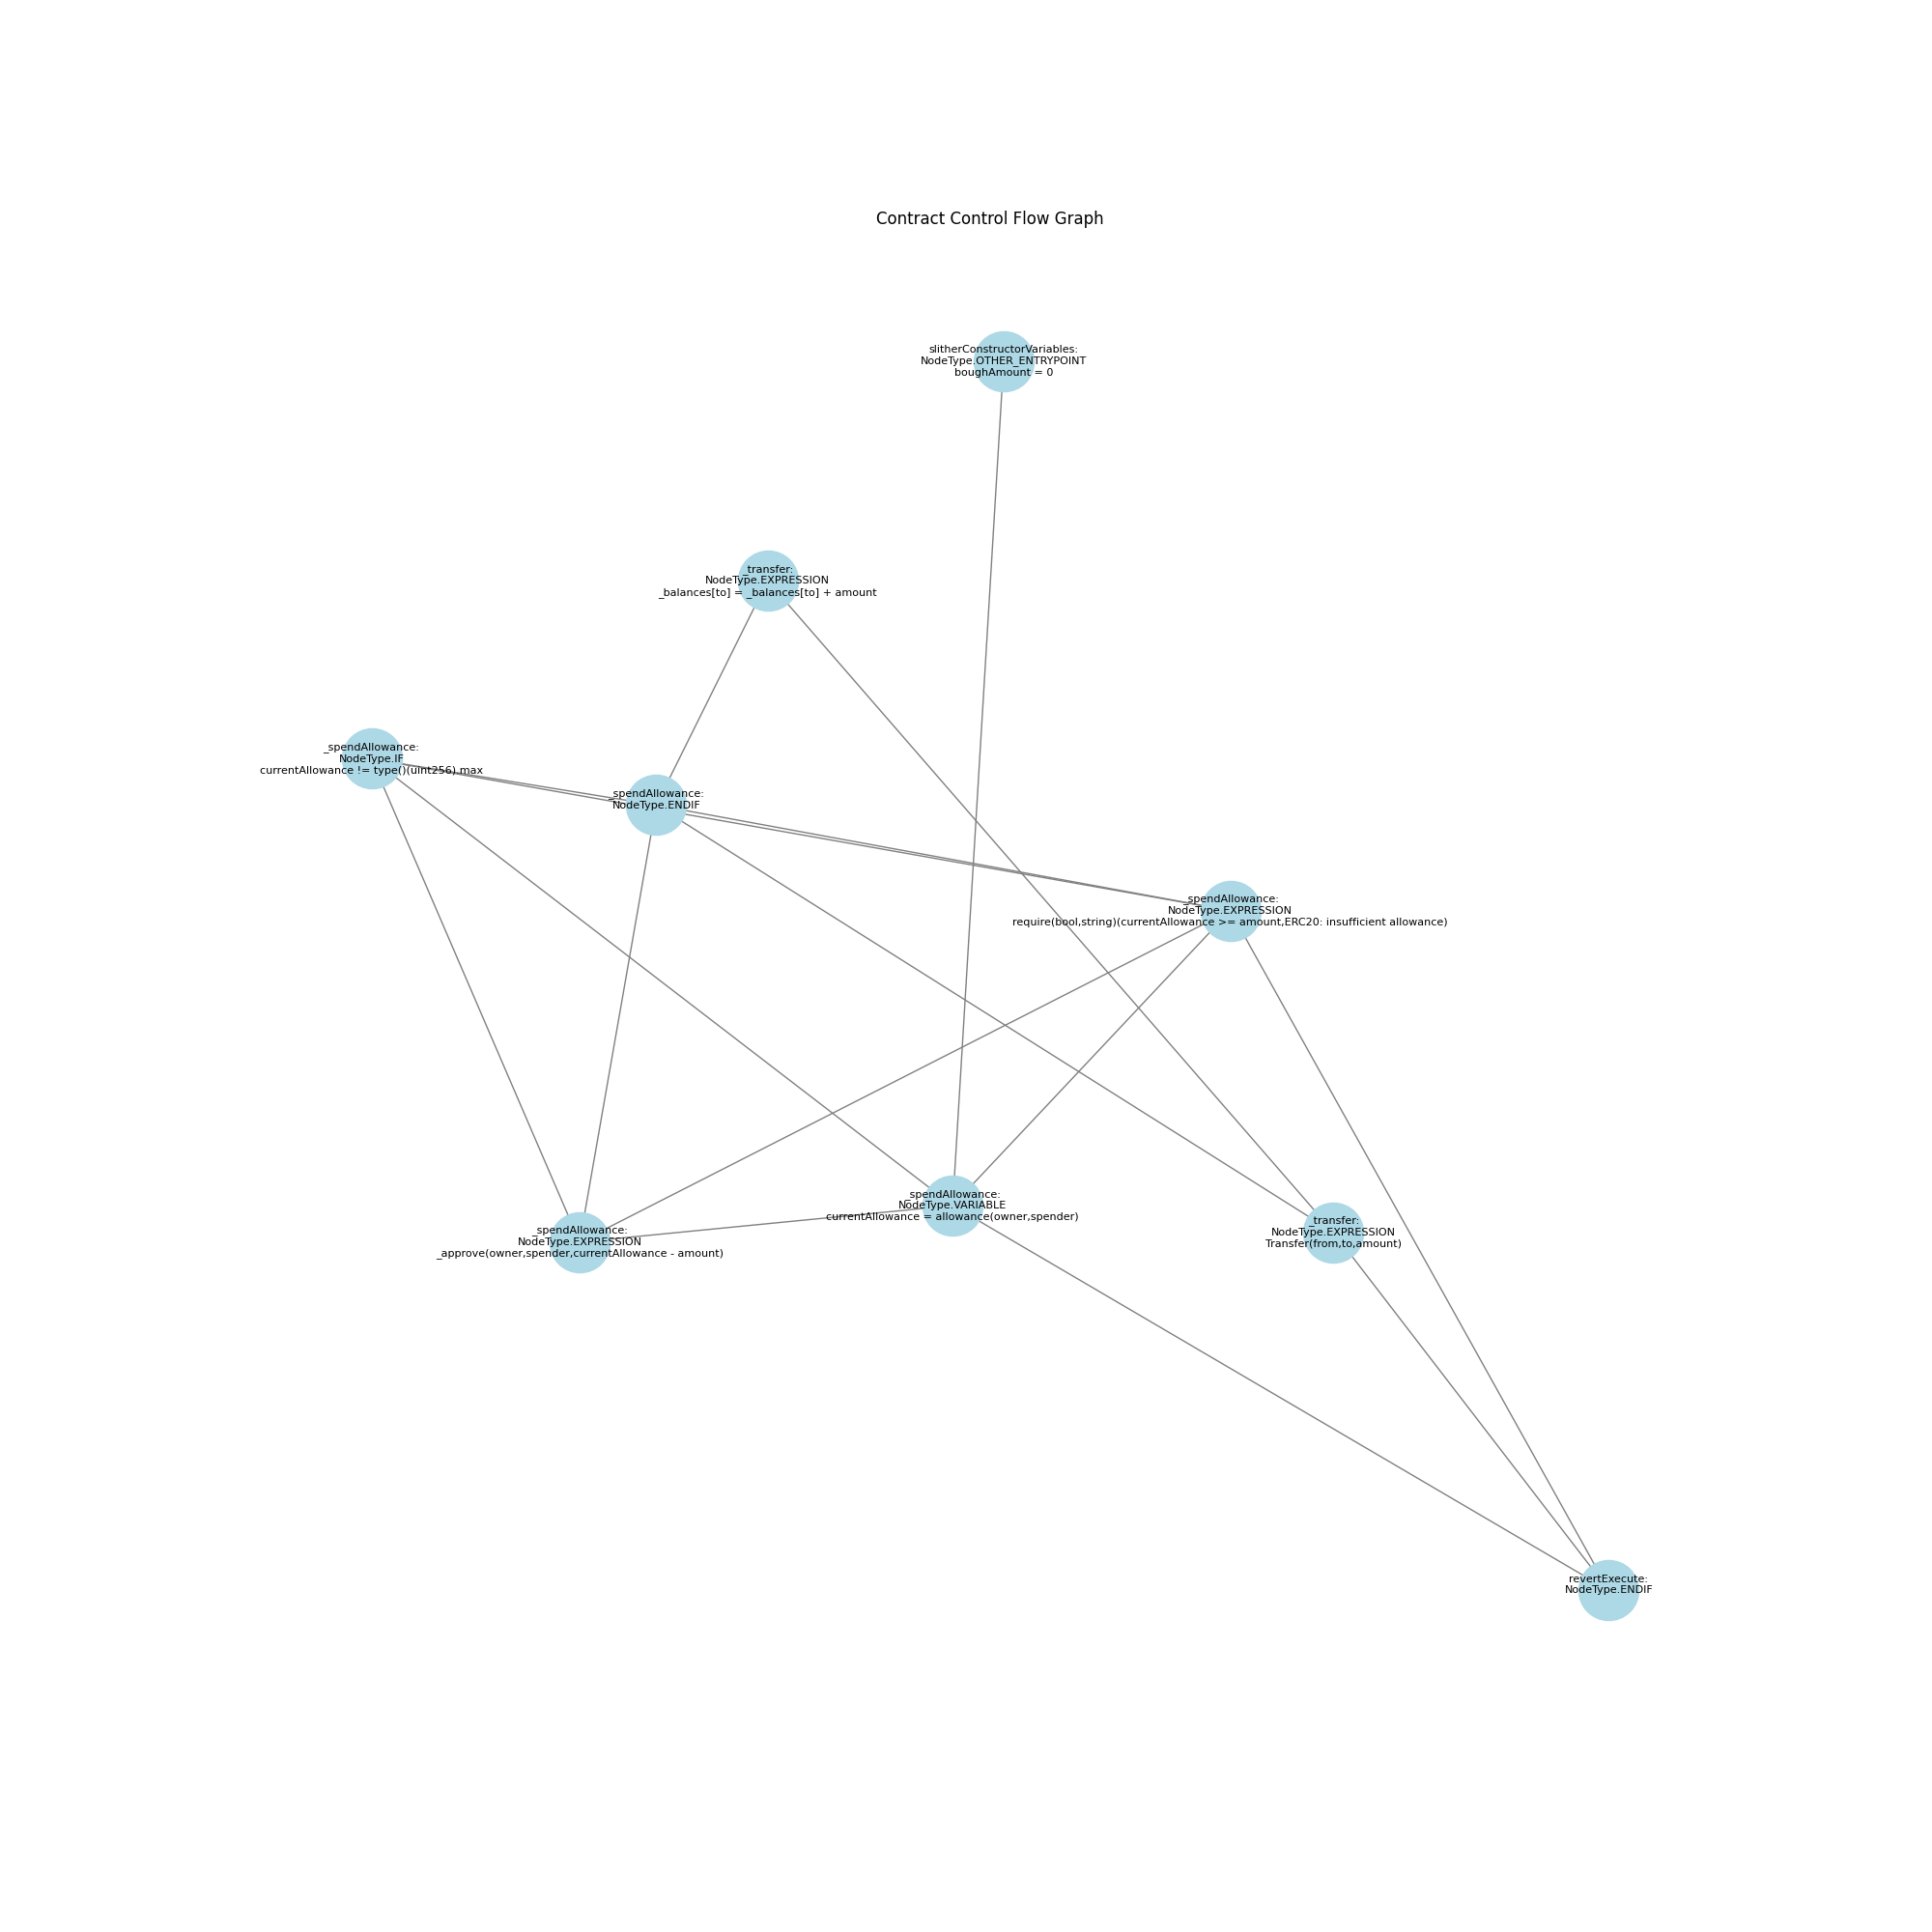 Contract Control Flow Graph
slitherConstructorVariables:
NodeType.OTHER_ENTRYPOINT
boughAmount = 0
_transfer:
NodeType.EXPRESSION
_balances[to] = _balances[to] + amount
_spendAllowance:
NodeType.IF
currentAllowance != type()(uint256).max
_spendAllowance:
NodeType.ENDIF
_spendAllowance:
NodeType.EXPRESSION
require(bool,string)(currentAllowance >= amount,ERC20: insufficient allowance)
_spendAllowance:
NodeType.VARIABLE
currentAllowance = allowance(owner,spender)
_spendAllowance:
NodeType.EXPRESSION
_approve(owner,spender,currentAllowance - amount)
_transfer:
NodeType.EXPRESSION
Transfer(from,to,amount)
revertExecute:
NodeType.ENDIF